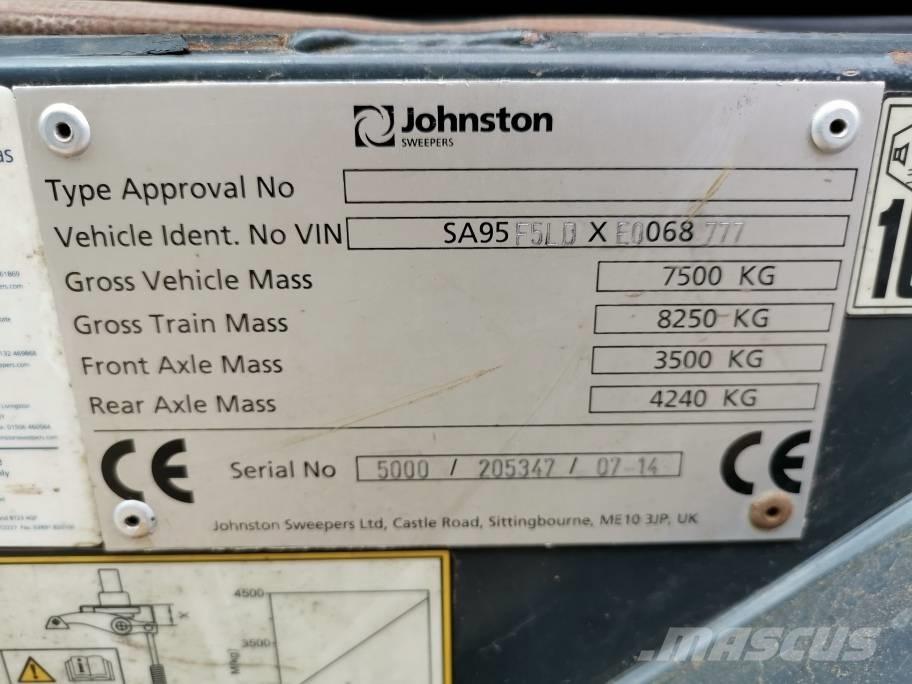 Johnston
SWEEPERS
Type Approval No
Vehicle Ident. No VIN SA95 F5LD X E0068 777
Gross Vehicle Mass 7500 KG
Gross Train Mass 8250 KG
Front Axle Mass 3500 KG
Rear Axle Mass 4240 KG
CE Serial No 5000 / 205347 / 07-14 CE
Johnston Sweepers Ltd, Castle Road, Sittingbourne, ME10 3JP, UK
4500
3500
X
MASCUS